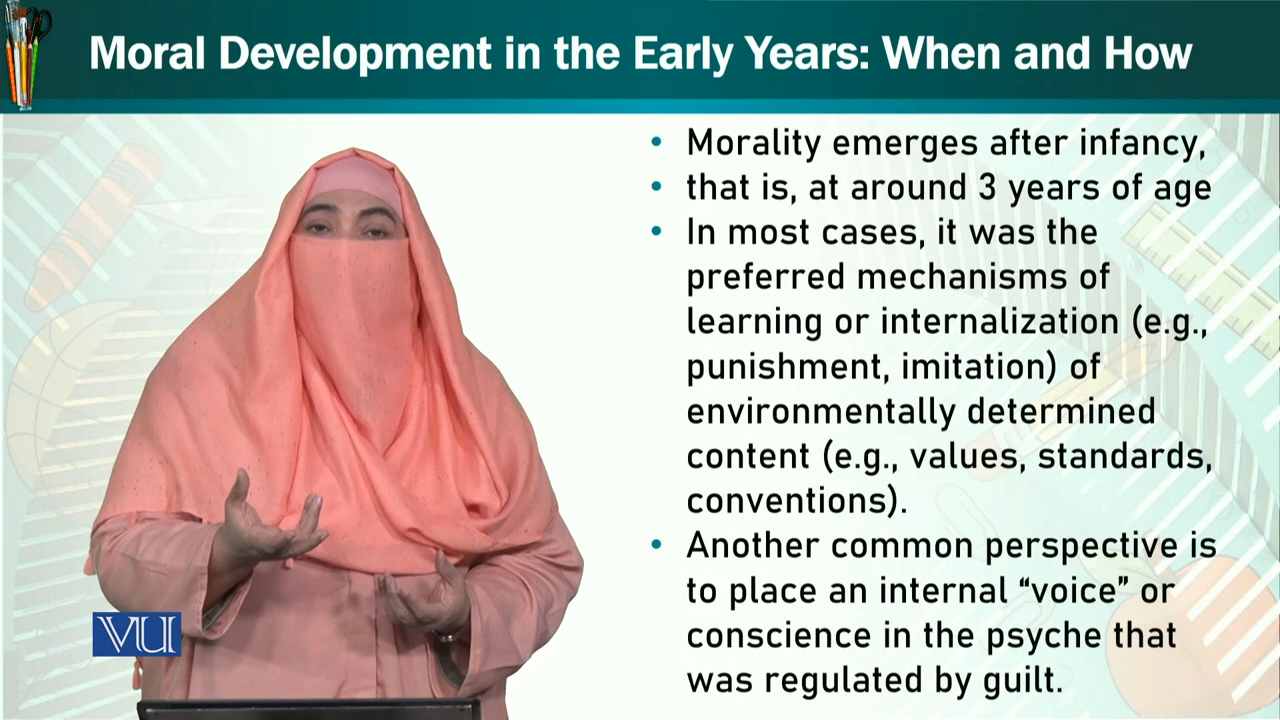 Moral Development in the Early Years: When and How
• Morality emerges after infancy,
• that is, at around 3 years of age
• In most cases, it was the
preferred mechanisms of
learning or internalization (e.g.,
punishment, imitation) of
environmentally determined
content (e.g., values, standards,
conventions).
• Another common perspective is
to place an internal “voice” or
conscience in the psyche that
was regulated by guilt.
VU